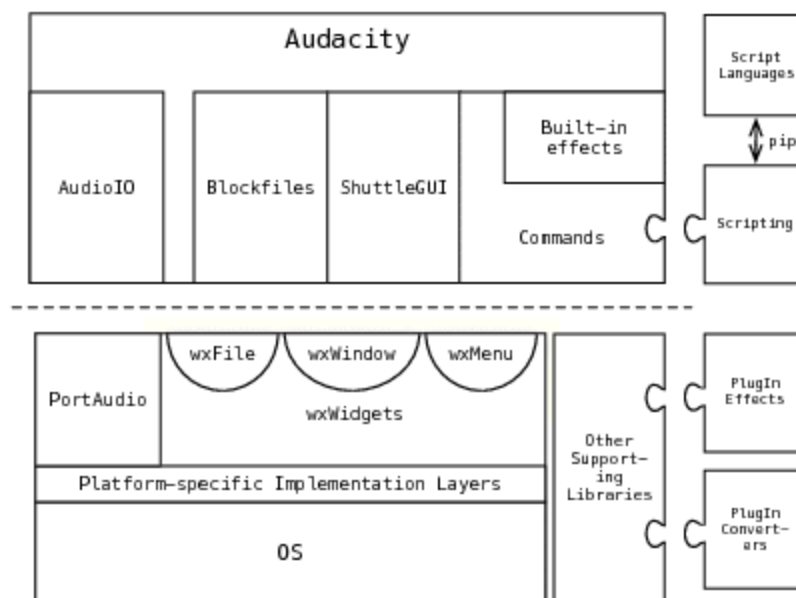 Audacity
Script
Languages
pip
AudioIO
Blockfiles
ShuttleGUI
Built-in
effects
Commands
Scripting
PortAudio
wxFile
wxWindow
wxMenu
wxWidgets
Platform-specific Implementation Layers
OS
Other
Support-
ing
Libraries
PlugIn
Effects
PlugIn
Convert-
ers